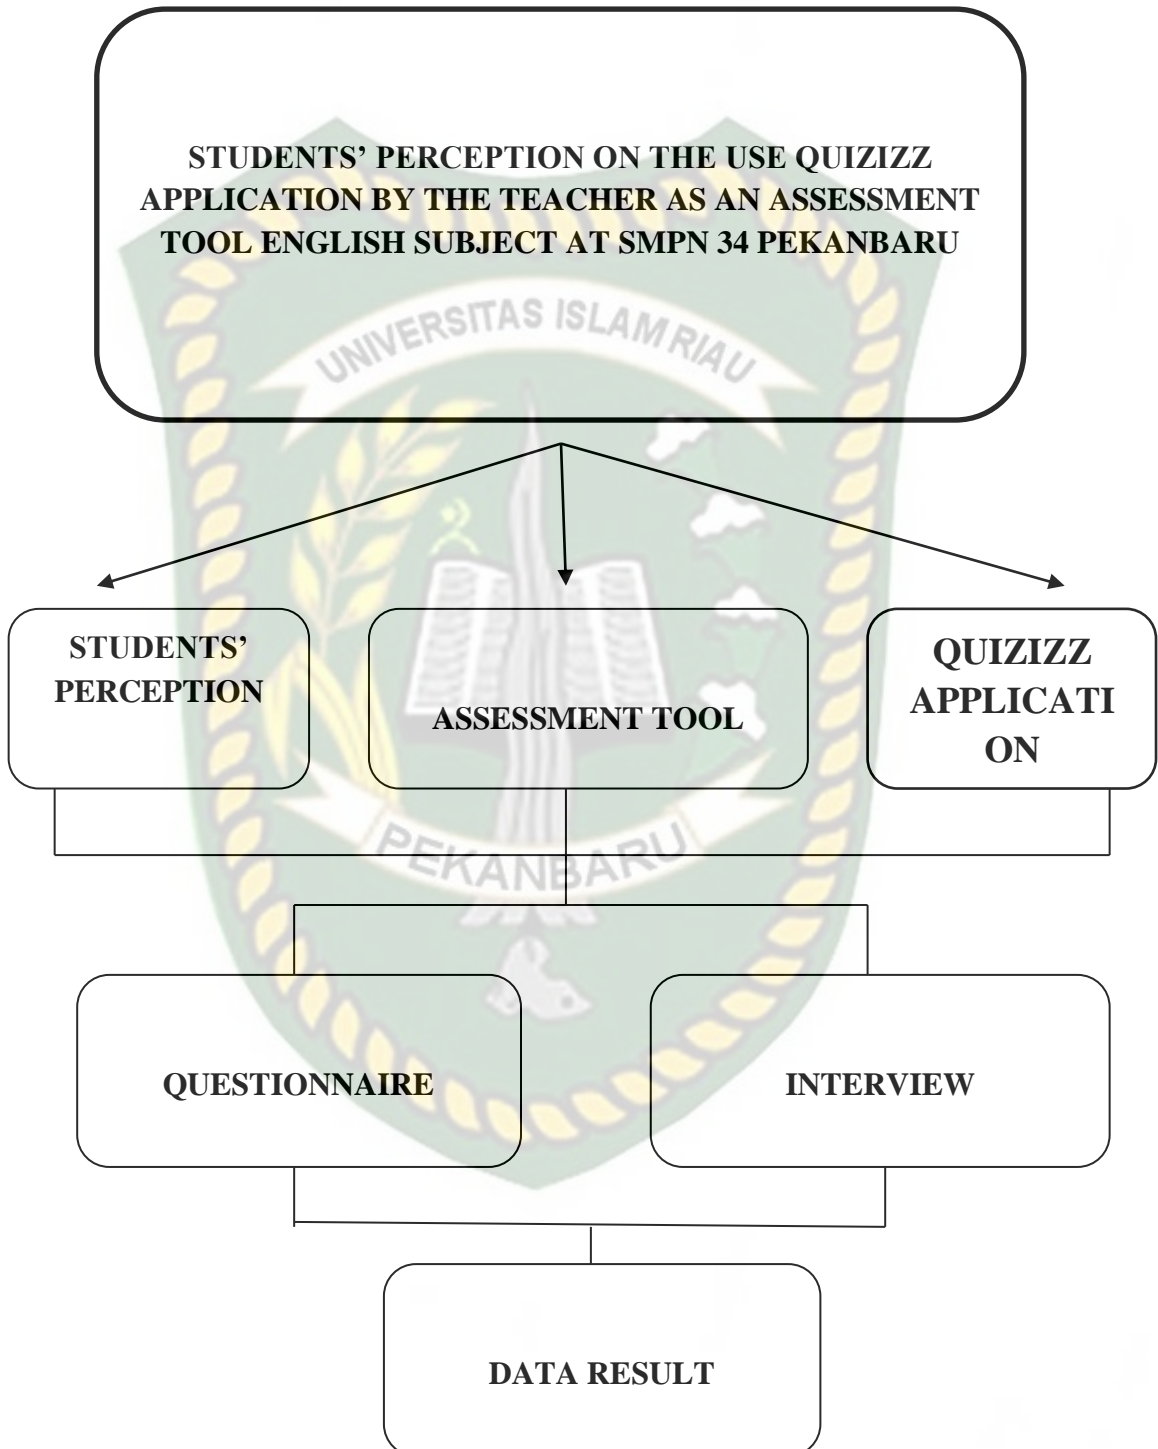 STUDENTS’ PERCEPTION ON THE USE QUIZIZZ
APPLICATION BY THE TEACHER AS AN ASSESSMENT
TOOL ENGLISH SUBJECT AT SMPN 34 PEKANBARU
UNIVERSITAS ISLAM RIAU
STUDENTS’
PERCEPTION
ASSESSMENT TOOL
QUIZIZZ
APPLICATI
ON
PEKANBARU
QUESTIONNAIRE
INTERVIEW
DATA RESULT